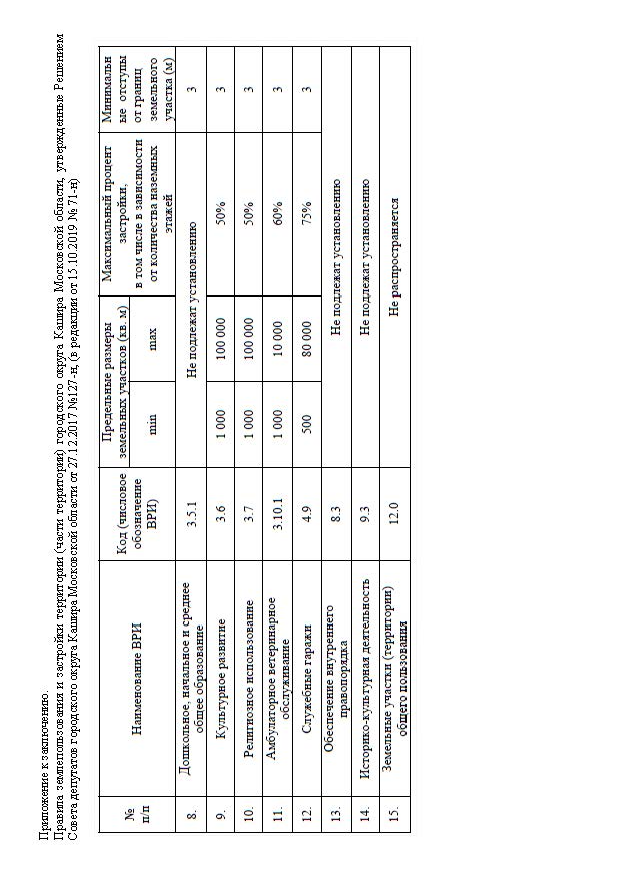 Приложение к заключению.
Правила землепользования и застройки территории (части территории) городского округа Кашира Московской области, утвержденные Решением
Совета депутатов городского округа Кашира Московской области от 27.12.2017 №127-н, (в редакции от 15.10.2019 № 71-н)
№
п/п
Наименование ВРИ
Код (числовое
обозначение
ВРИ)
Предельные размеры
земельных участков (кв. м)
min
max
Максимальный процент
застройки,
в том числе в зависимости
от количества наземных
этажей
Минимальн
ые отступы
от границ
земельного
участка (м)
8.
Дошкольное, начальное и среднее
общее образование
3.5.1
Не подлежат установлению
3
9.
Культурное развитие
3.6
1 000
100 000
50%
3
10.
Религиозное использование
3.7
1 000
100 000
50%
3
11.
Амбулаторное ветеринарное
обслуживание
3.10.1
1 000
10 000
60%
3
12.
Служебные гаражи
4.9
500
80 000
75%
3
13.
Обеспечение внутреннего
правопорядка
8.3
Не подлежат установлению
14.
Историко-культурная деятельность
9.3
Не подлежат установлению
15.
Земельные участки (территории)
общего пользования
12.0
Не распространяется